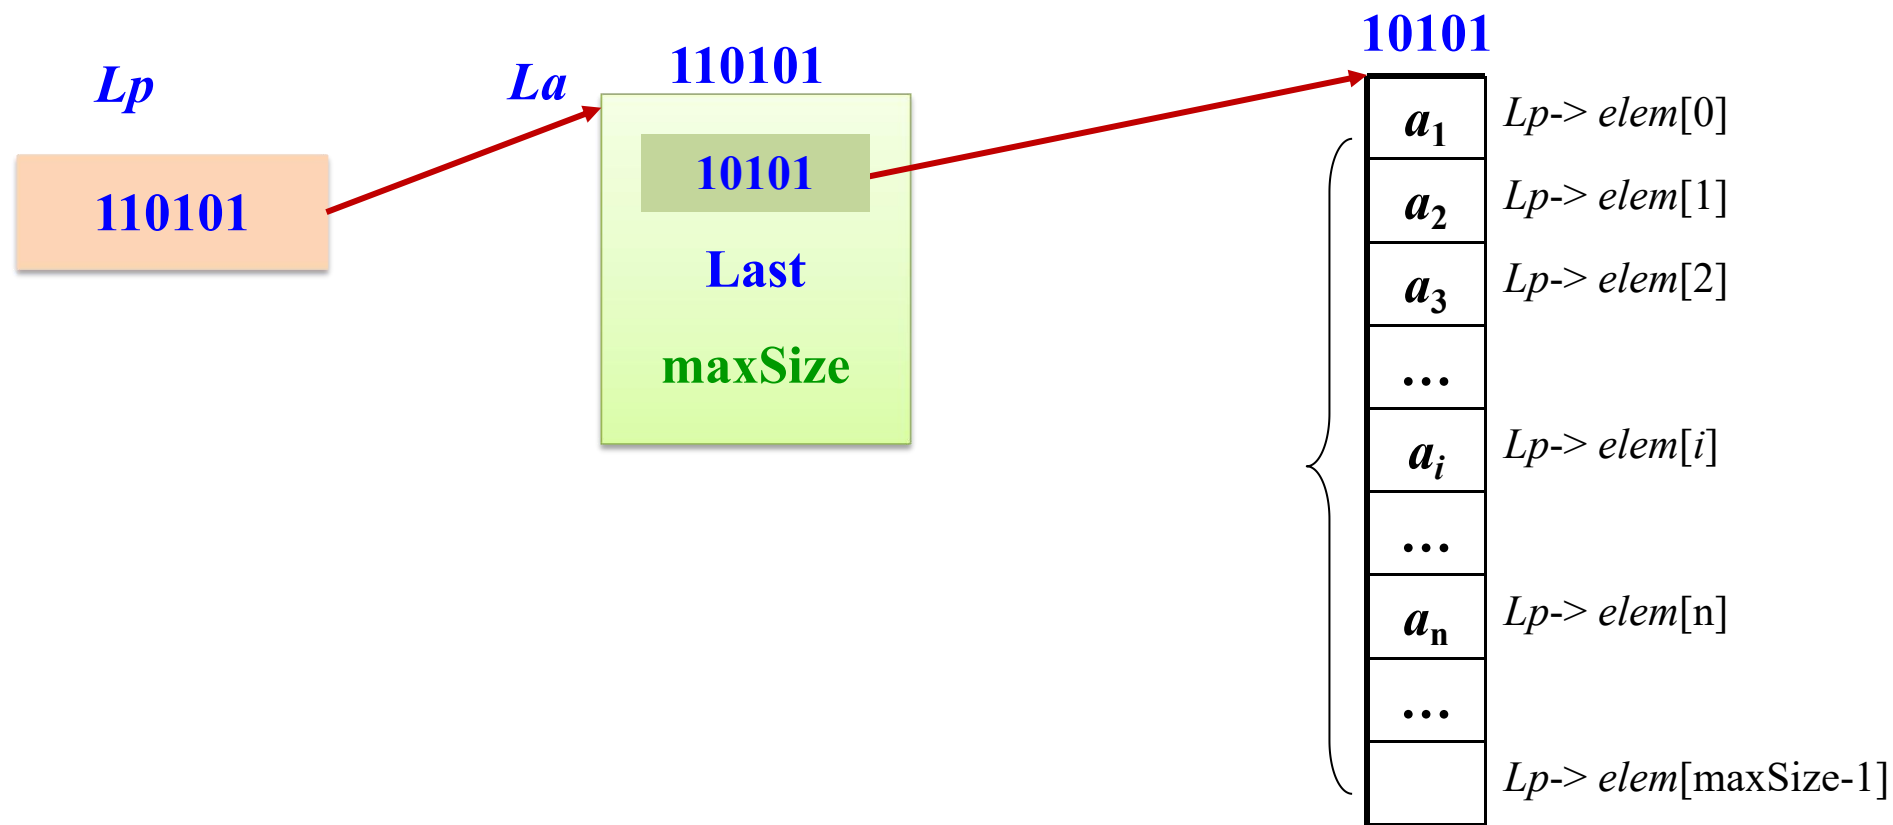 Lp
110101
La
110101
10101
Last
maxSize
10101
a1 Lp-> elem[0]
a2 Lp-> elem[1]
a3 Lp-> elem[2]
…
ai Lp-> elem[i]
…
an Lp-> elem[n]
…
Lp-> elem[maxSize-1]